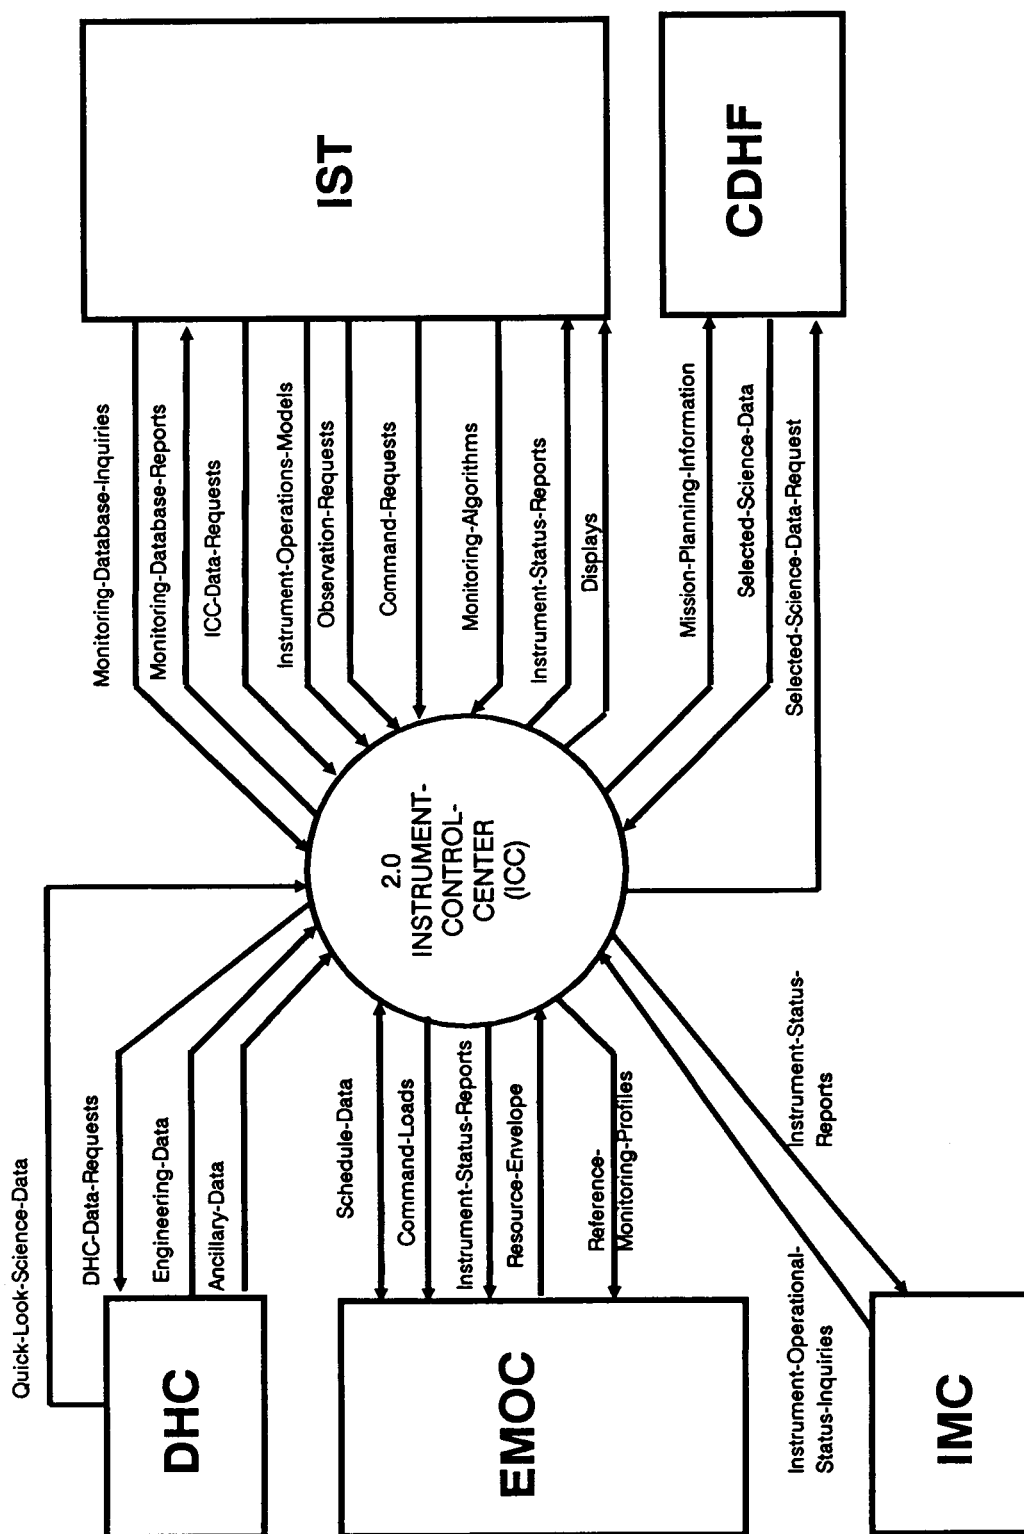 Quick-Look-Science-Data
DHC
DHC-Data-Requests
Engineering-Data
Ancillary-Data
EMOC
Schedule-Data
Command-Loads
Instrument-Status-Reports
Resource-Envelope
Reference-
Monitoring-Profiles
IMC
Instrument-Operational-
Status-Inquiries
Instrument-Status-
Reports
2.0
INSTRUMENT-
CONTROL-
CENTER
(ICC)
Monitoring-Database-Inquiries
Monitoring-Database-Reports
ICC-Data-Requests
Instrument-Operations-Models
Observation-Requests
Command-Requests
Monitoring-Algorithms
Instrument-Status-Reports
Displays
IST
Mission-Planning-Information
Selected-Science-Data
Selected-Science-Data-Request
CDHF